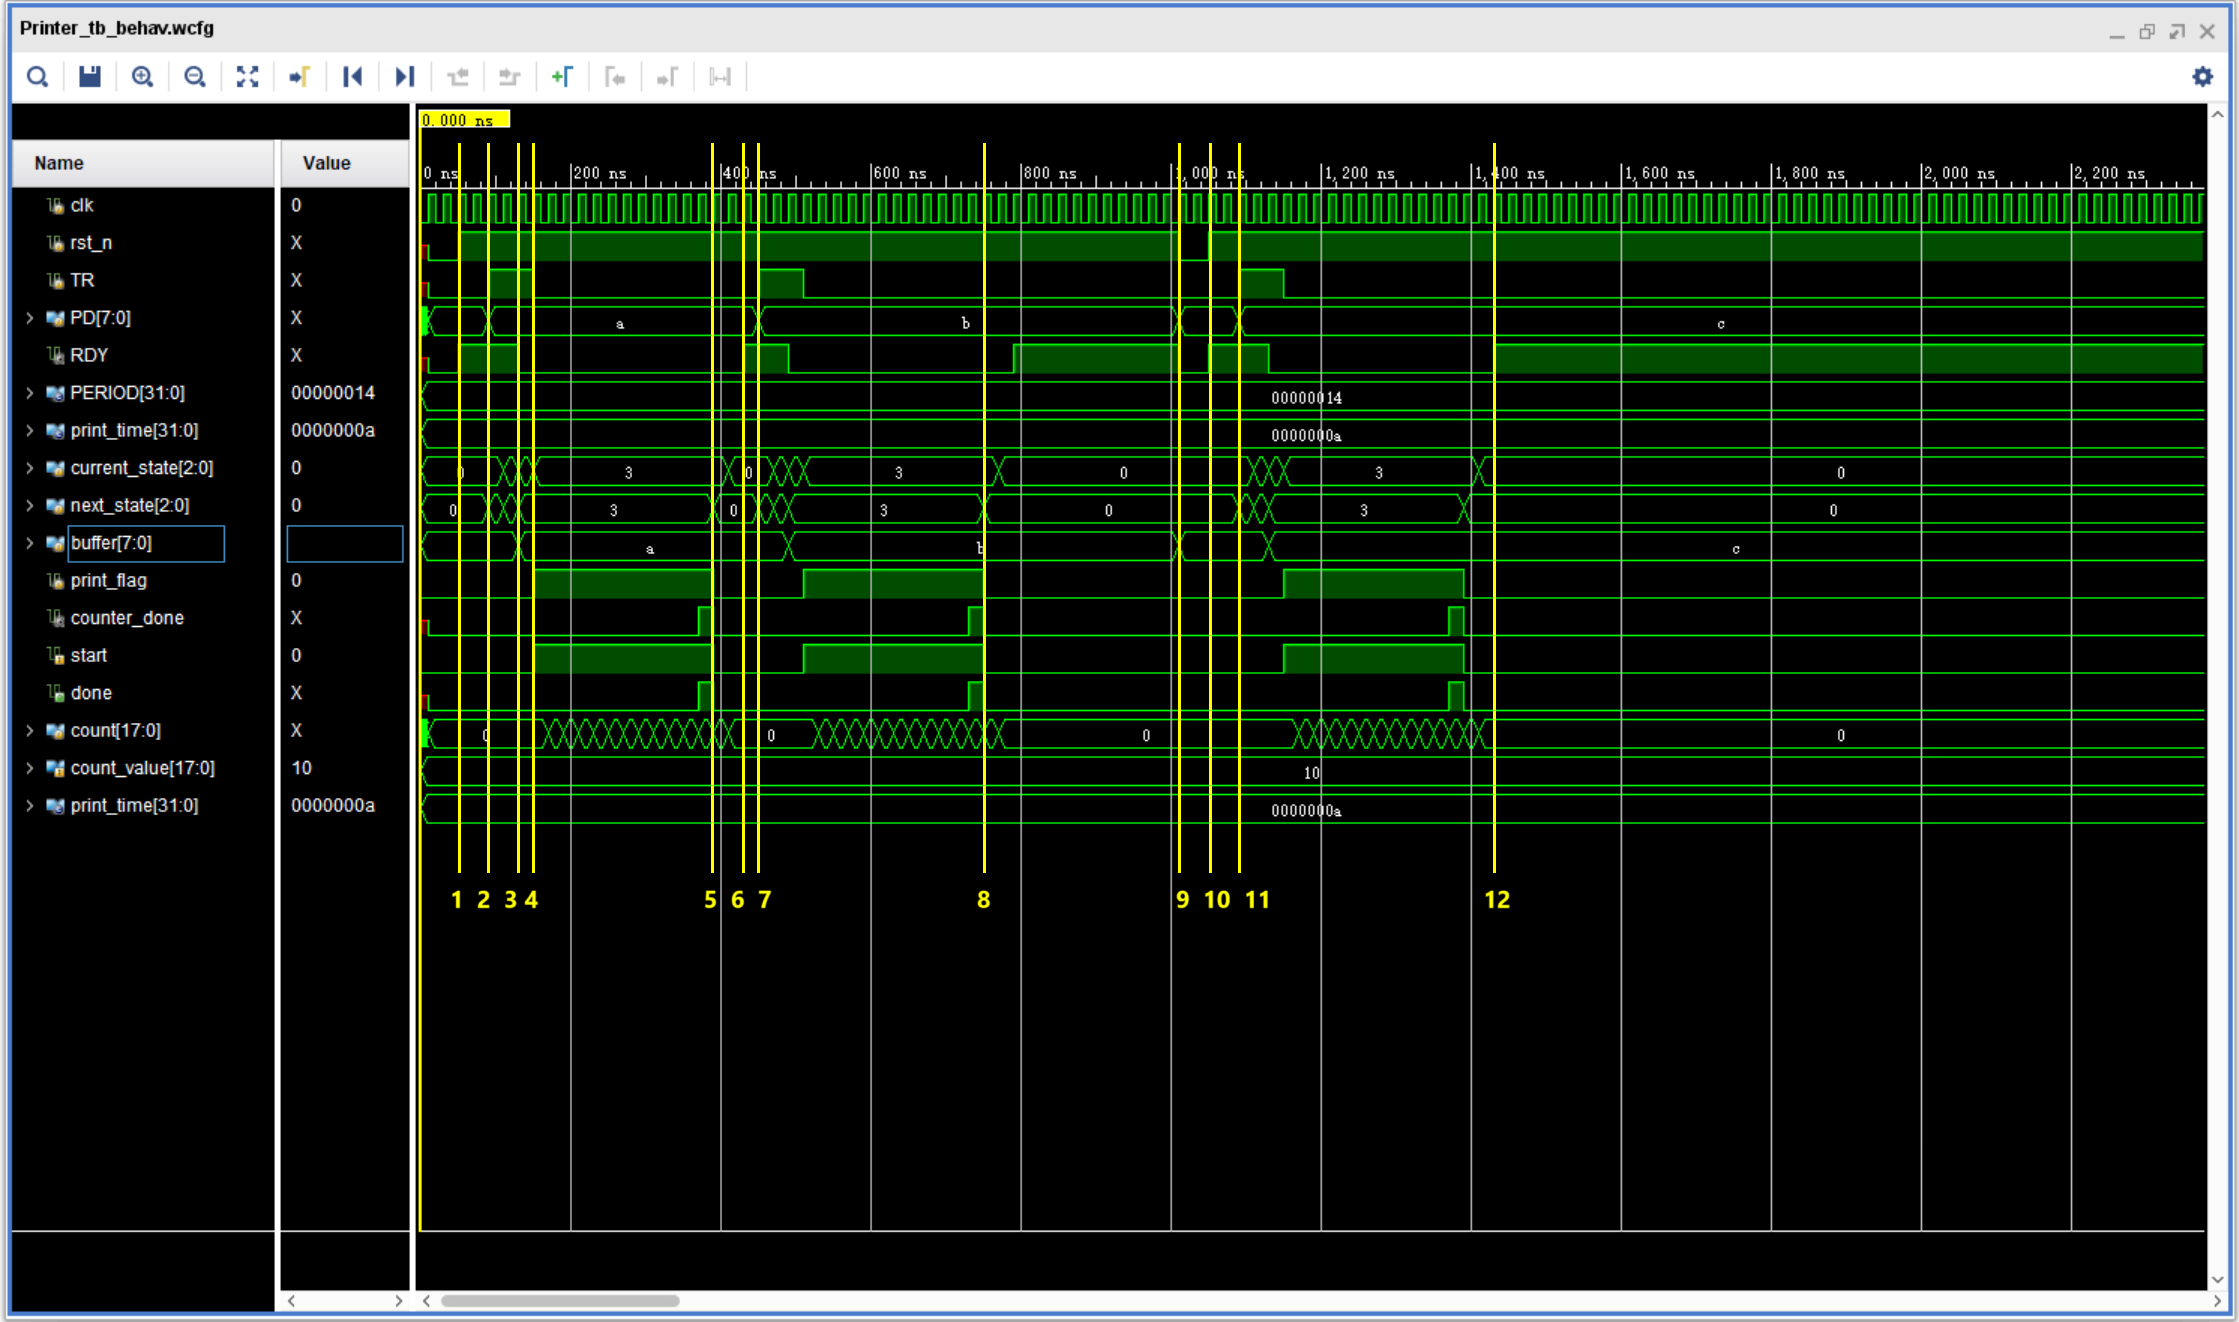 Printer_tb_behav.wcfg
0.000 ns
Name Value
0 ns 200 ns 400 ns 600 ns 800 ns 1,000 ns 1,200 ns 1,400 ns 1,600 ns 1,800 ns 2,000 ns 2,200 ns
clk 0
rst_n X
TR X
PD[7:0] X a b c
RDY X
PERIOD[31:0] 00000014 00000014
print_time[31:0] 0000000a 0000000a
current_state[2:0] 0 0 3 0 3 0 3 0
next_state[2:0] 0 0 3 0 3 0 3 0
buffer[7:0] a b c
print_flag 0
counter_done X
start 0
done X
count[17:0] X 0 0 0 0
count_value[17:0] 10 10
print_time[31:0] 0000000a 0000000a
1 2 3 4 5 6 7 8 9 10 11 12